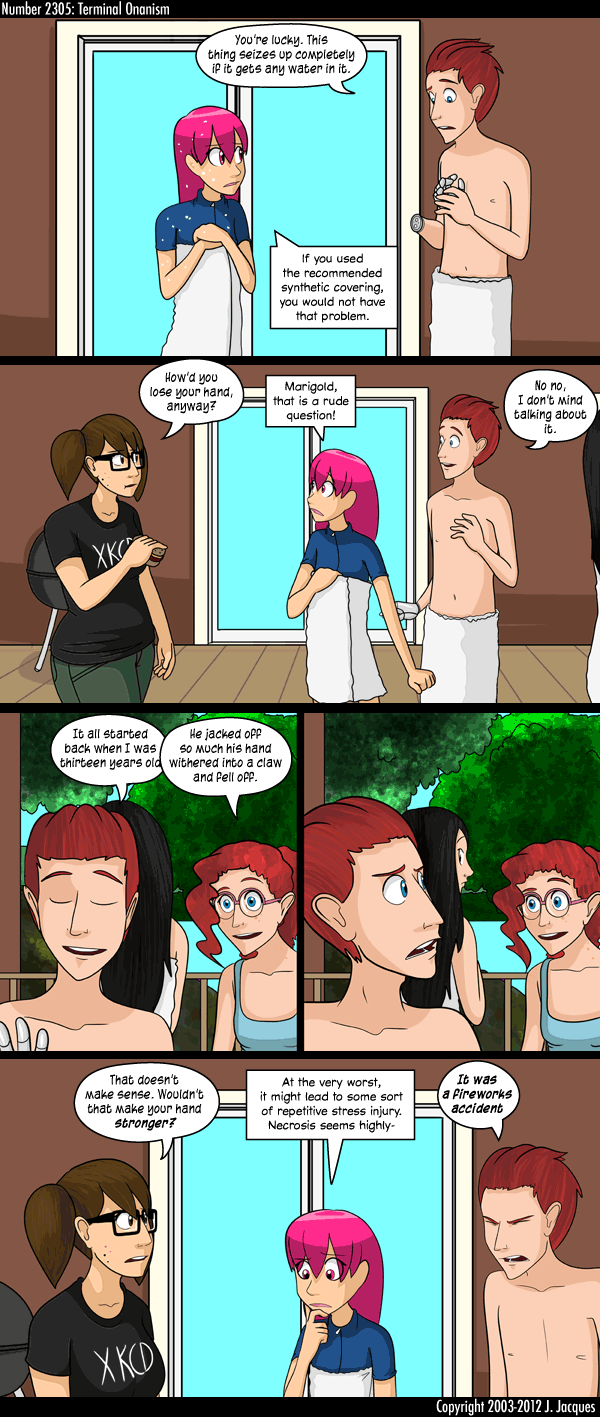 Number 2305: Terminal Onanism
You're lucky. This
thing seizes up completely
if it gets any water in it.
If you used
the recommended
synthetic covering,
you would not have
that problem.
How'd you
lose your hand,
anyway?
Marigold,
that is a rude
question!
No no,
I don't mind
talking about
it.
XKCD
It all started
back when I was
thirteen years old
He jacked off
so much his hand
withered into a claw
and fell off.
That doesn't
make sense. Wouldn't
that make your hand
stronger?
At the very worst,
it might lead to some sort
of repetitive stress injury.
Necrosis seems highly-
It was
a fireworks
accident
XKCD
Copyright 2003-2012 J. Jacques